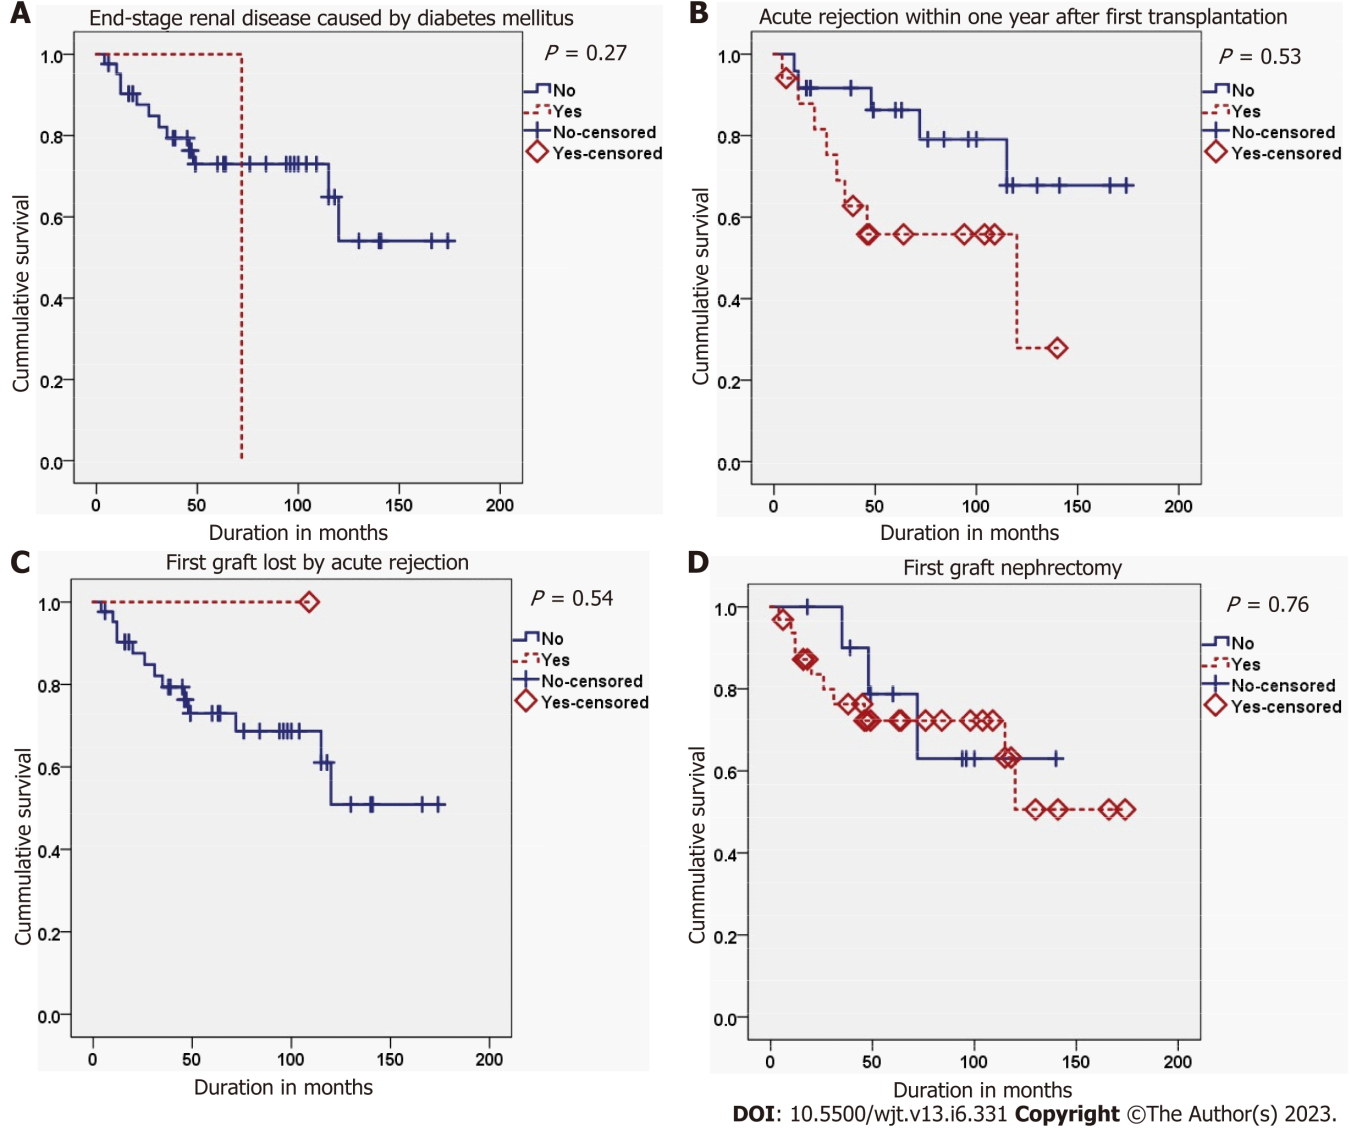 A
End-stage renal disease caused by diabetes mellitus
P = 0.27
No
Yes
No-censored
Yes-censored
Cummulative survival
1.0
0.8
0.6
0.4
0.2
0.0
0 50 100 150 200
Duration in months
B
Acute rejection within one year after first transplantation
P = 0.53
No
Yes
No-censored
Yes-censored
Cummulative survival
1.0
0.8
0.6
0.4
0.2
0.0
0 50 100 150 200
Duration in months
C
First graft lost by acute rejection
P = 0.54
No
Yes
No-censored
Yes-censored
Cummulative survival
1.0
0.8
0.6
0.4
0.2
0.0
0 50 100 150 200
Duration in months
D
First graft nephrectomy
P = 0.76
No
Yes
No-censored
Yes-censored
Cummulative survival
1.0
0.8
0.6
0.4
0.2
0.0
0 50 100 150 200
Duration in months
DOI: 10.5500/wjt.v13.i6.331 Copyright ©The Author(s) 2023.